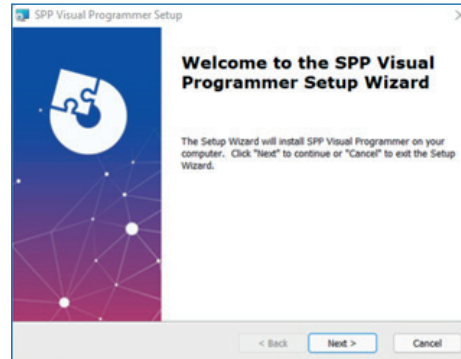 SPP Visual Programmer Setup
Welcome to the SPP Visual
Programmer Setup Wizard
The Setup Wizard will install SPP Visual Programmer on your
computer. Click "Next" to continue or "Cancel" to exit the Setup
Wizard.
< Back Next > Cancel